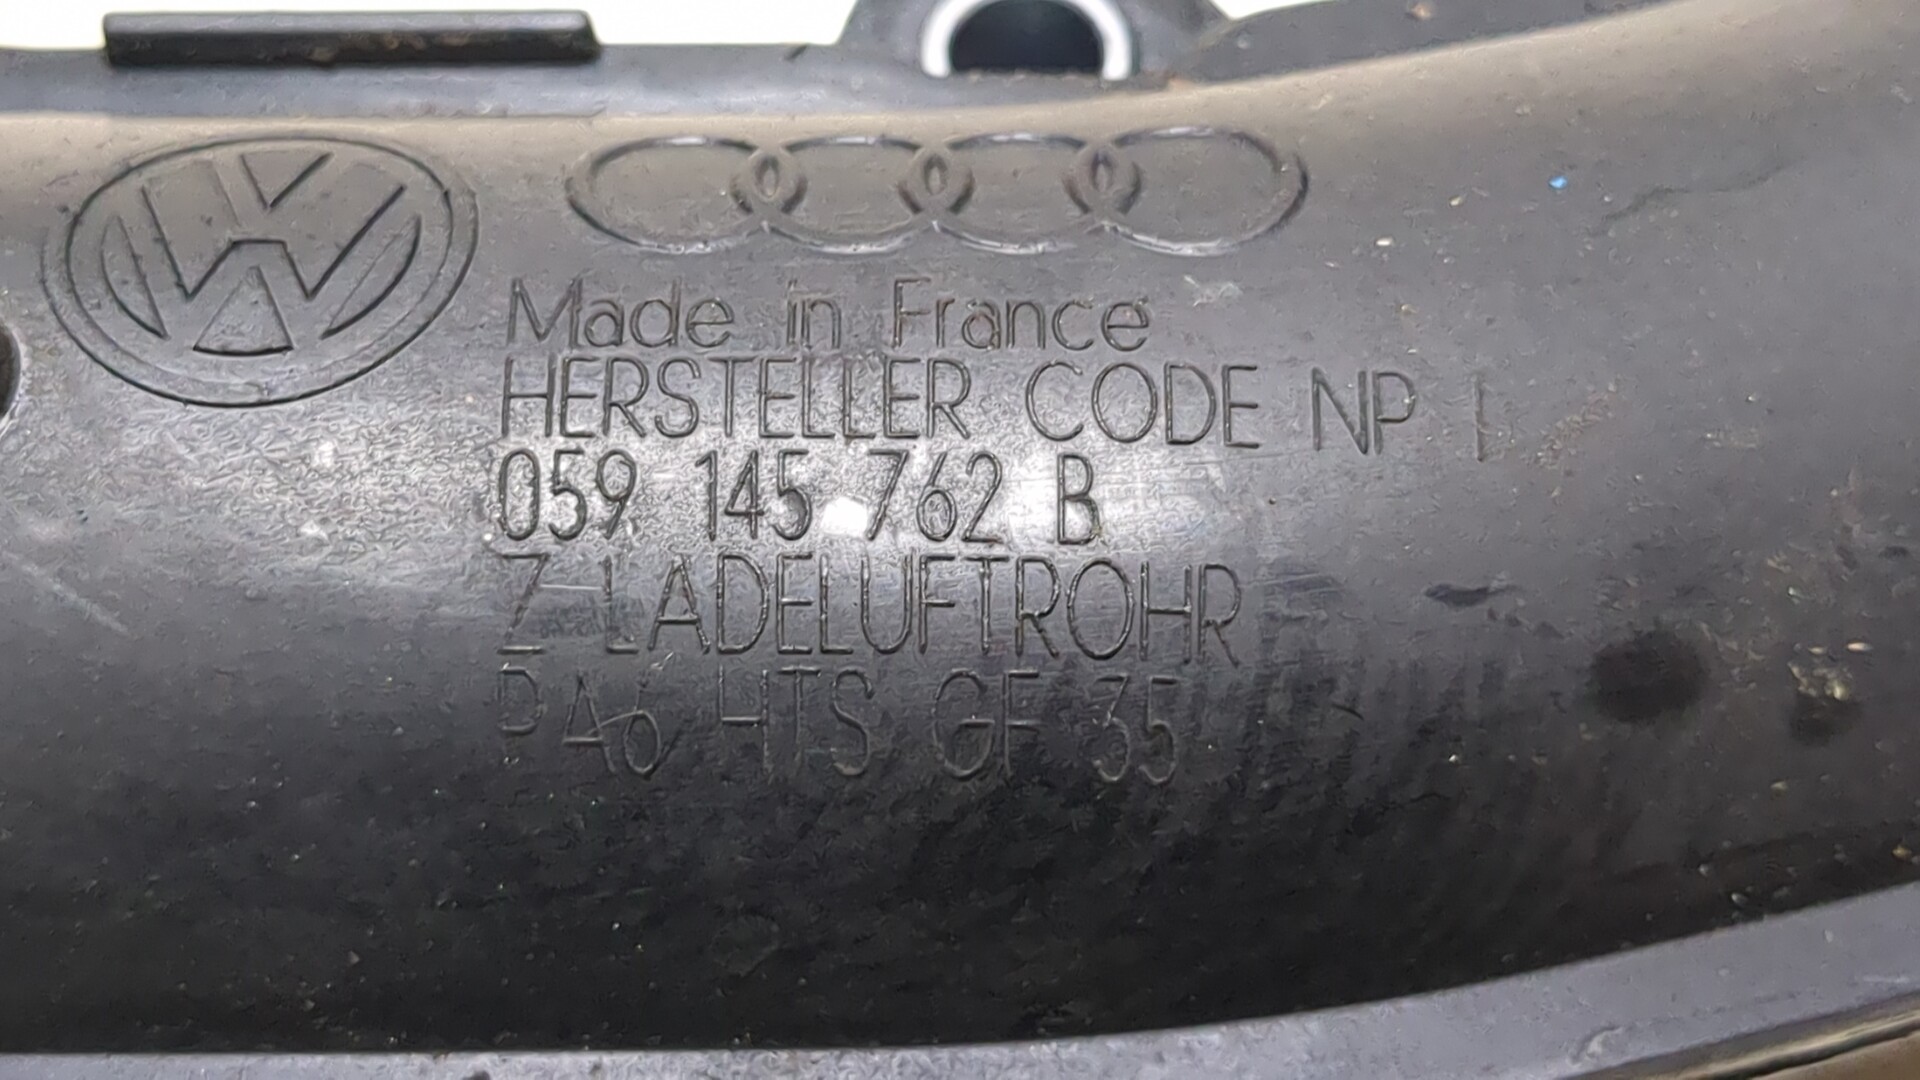 Made in France
HERSTELLER CODE NP I
059 145 762 B
Z-LADELUFTROHR
PA6 HTS GF 35